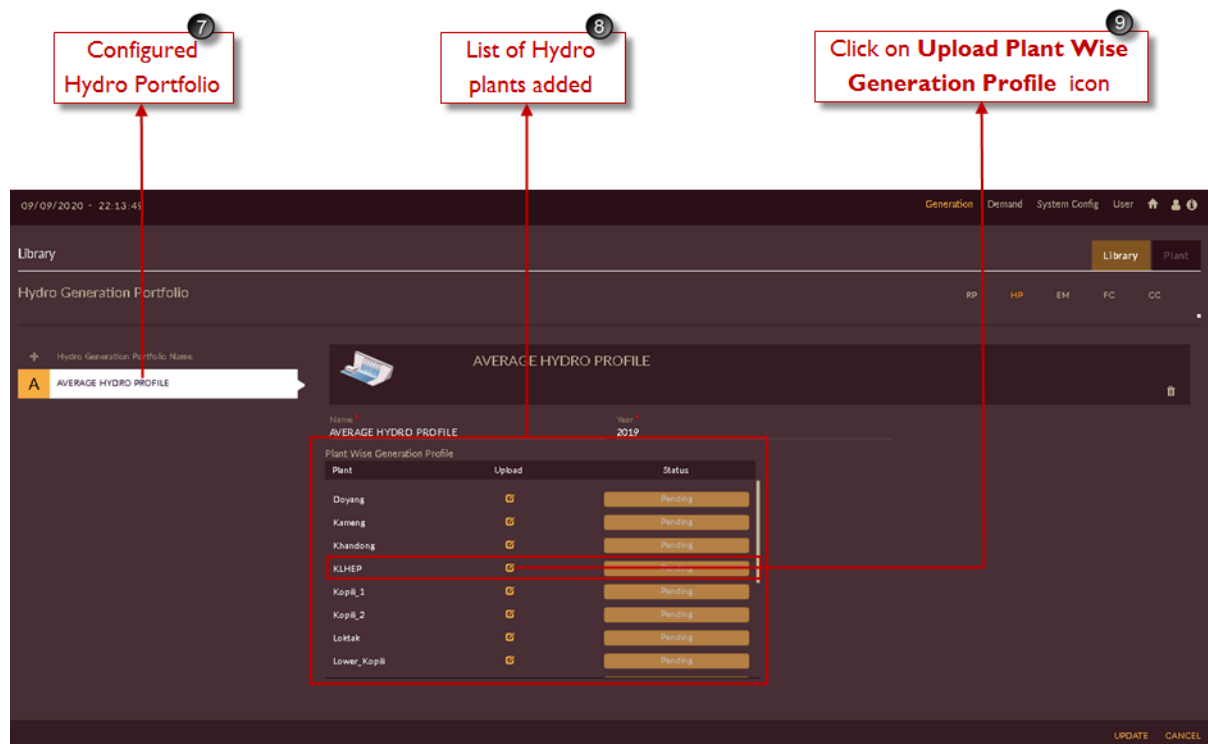 7
Configured
Hydro Portfolio
8
List of Hydro
plants added
9
Click on Upload Plant Wise
Generation Profile icon
09/09/2020 - 22:13:49
Generation Demand System Config User
Library
Library Plant
Hydro Generation Portfolio
RP HP EM FC CC
Hydro Generation Portfolio Name
A AVERAGE HYDRO PROFILE
AVERAGE HYDRO PROFILE
Name* Year*
AVERAGE HYDRO PROFILE 2019
Plant Wise Generation Profile
Plant Upload Status
Doyang Pending
Kameng Pending
Khandong Pending
KLHEP Pending
Kopili_1 Pending
Kopili_2 Pending
Loktak Pending
Lower_Kopili Pending
UPDATE CANCEL